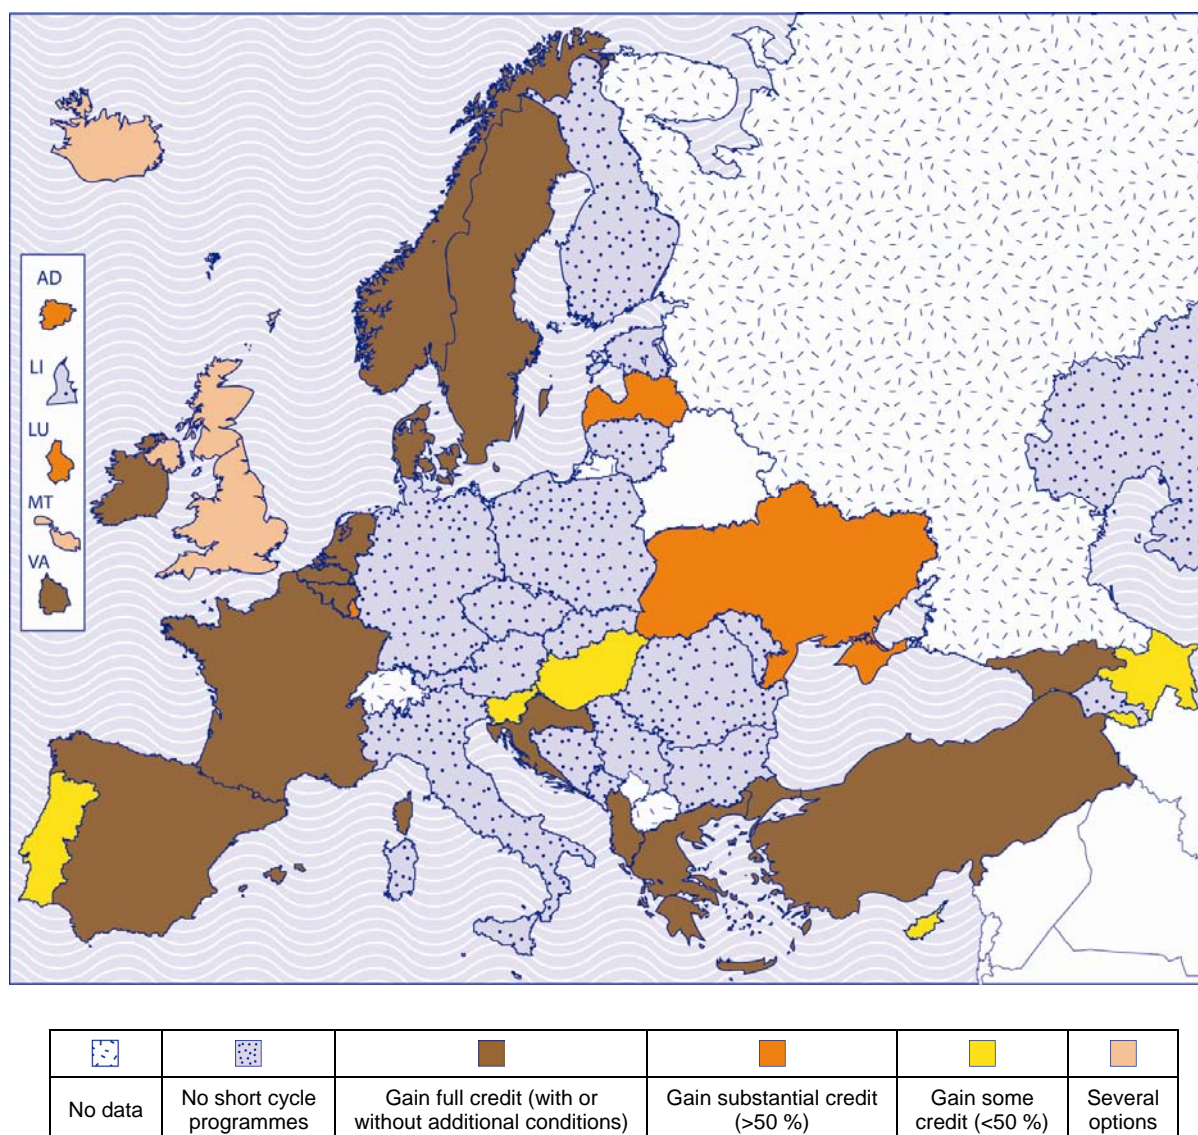 AD
LI
LU
MT
VA
No data
No short cycle
programmes
Gain full credit (with or
without additional conditions)
Gain substantial credit
(>50 %)
Gain some
credit (<50 %)
Several
options